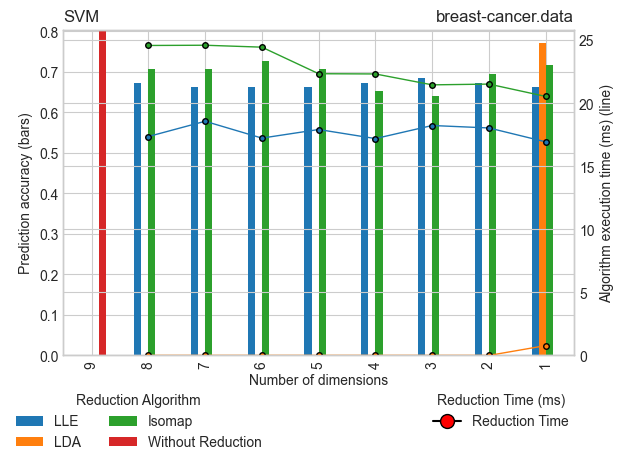 SVM
breast-cancer.data
Prediction accuracy (bars)
0.8
0.7
0.6
0.5
0.4
0.3
0.2
0.1
0.0
25
20
15
10
5
0
Algorithm execution time (ms) (line)
9 8 7 6 5 4 3 2 1
Number of dimensions
Reduction Algorithm
LLE
LDA
Isomap
Without Reduction
Reduction Time (ms)
Reduction Time